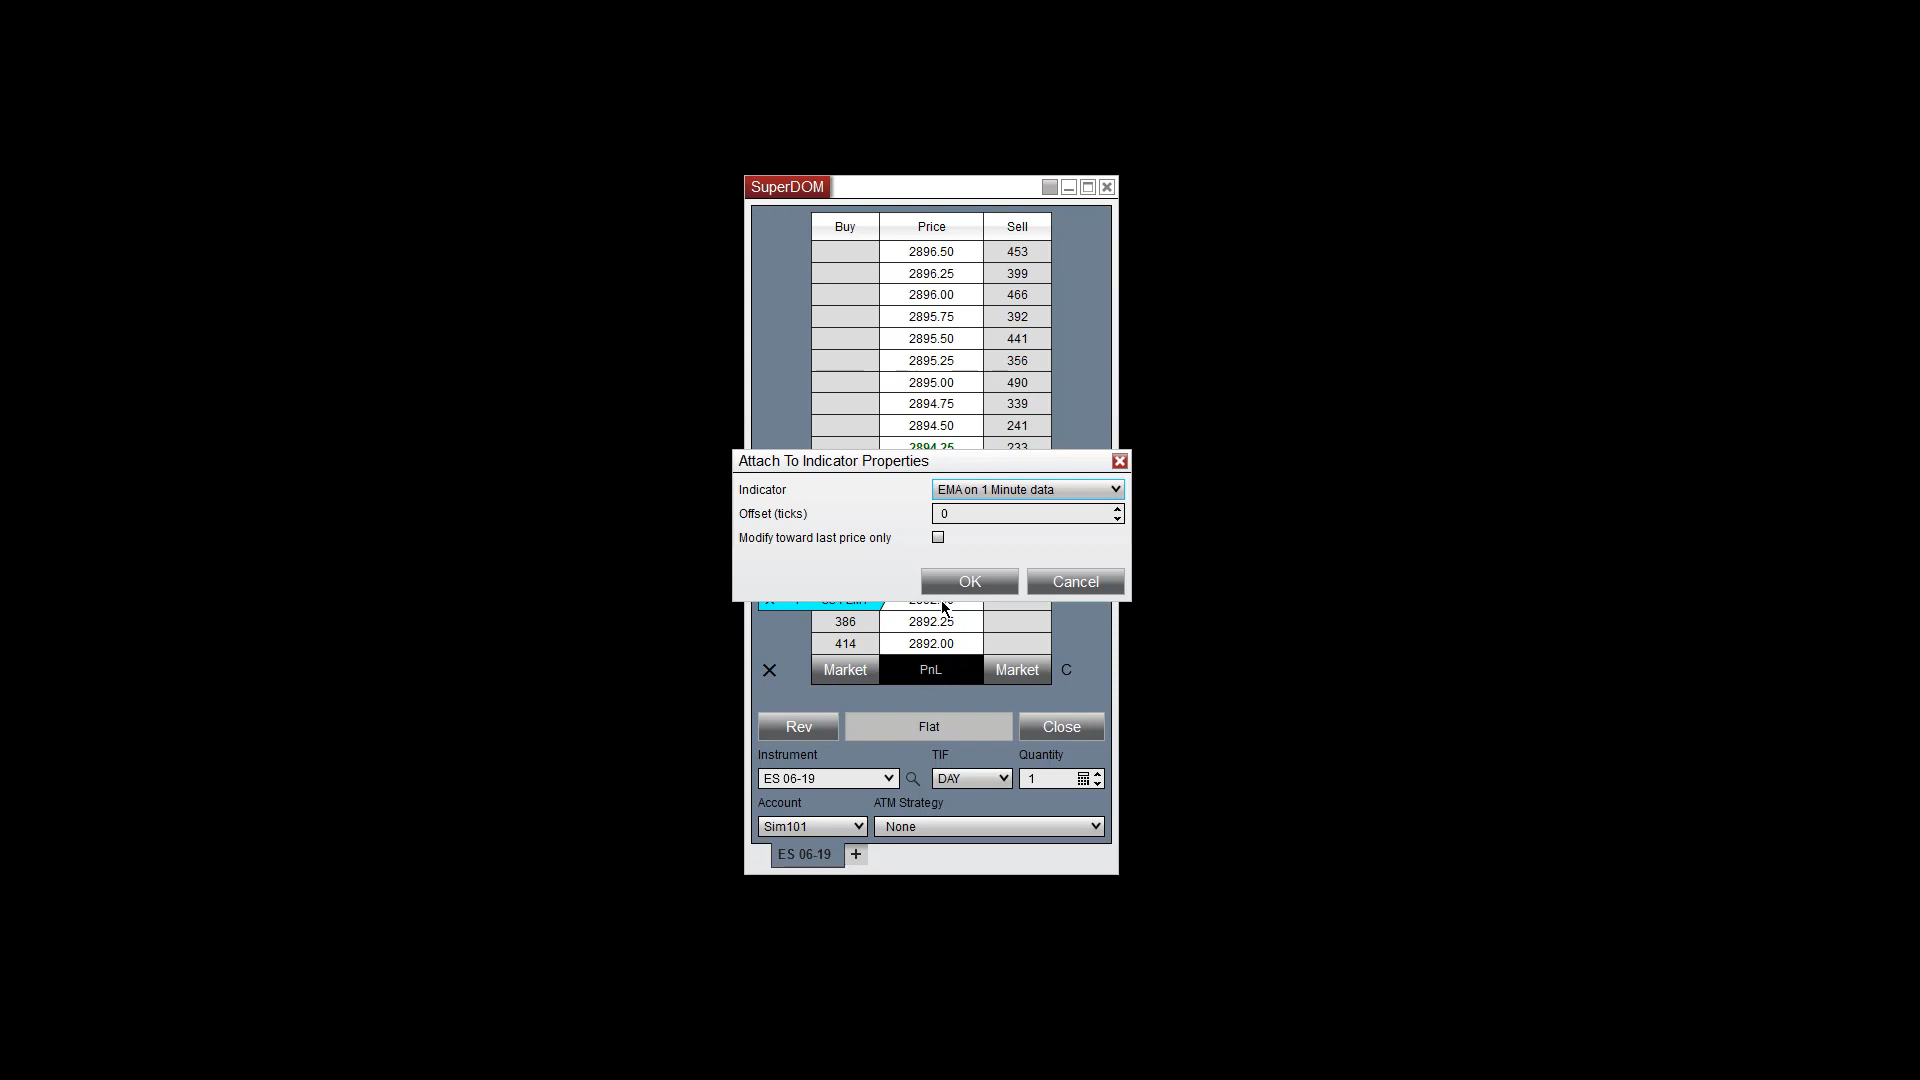 SuperDOM
Buy Price Sell
2896.50 453
2896.25 399
2896.00 466
2895.75 392
2895.50 441
2895.25 356
2895.00 490
2894.75 339
2894.50 241
2894.25 233
Attach To Indicator Properties
Indicator EMA on 1 Minute data
Offset (ticks) 0
Modify toward last price only
OK Cancel
386 2892.25
414 2892.00
Market PnL Market C
Rev Flat Close
Instrument TIF Quantity
ES 06-19 DAY 1
Account ATM Strategy
Sim101 None
ES 06-19 +